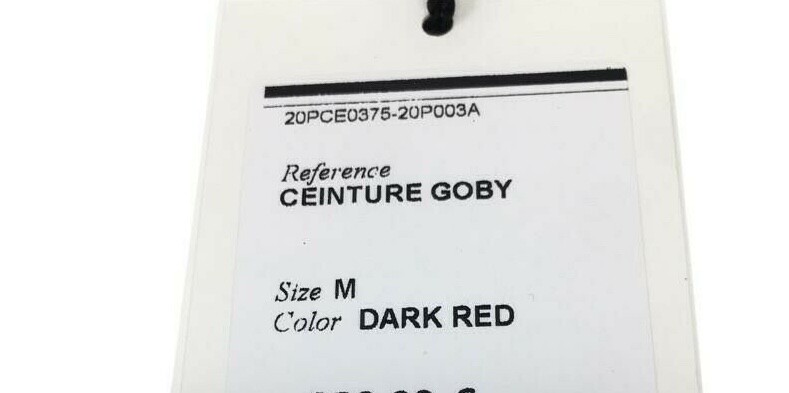 20PCE0375-20P003A
Reference
CEINTURE GOBY
Size M
Color DARK RED